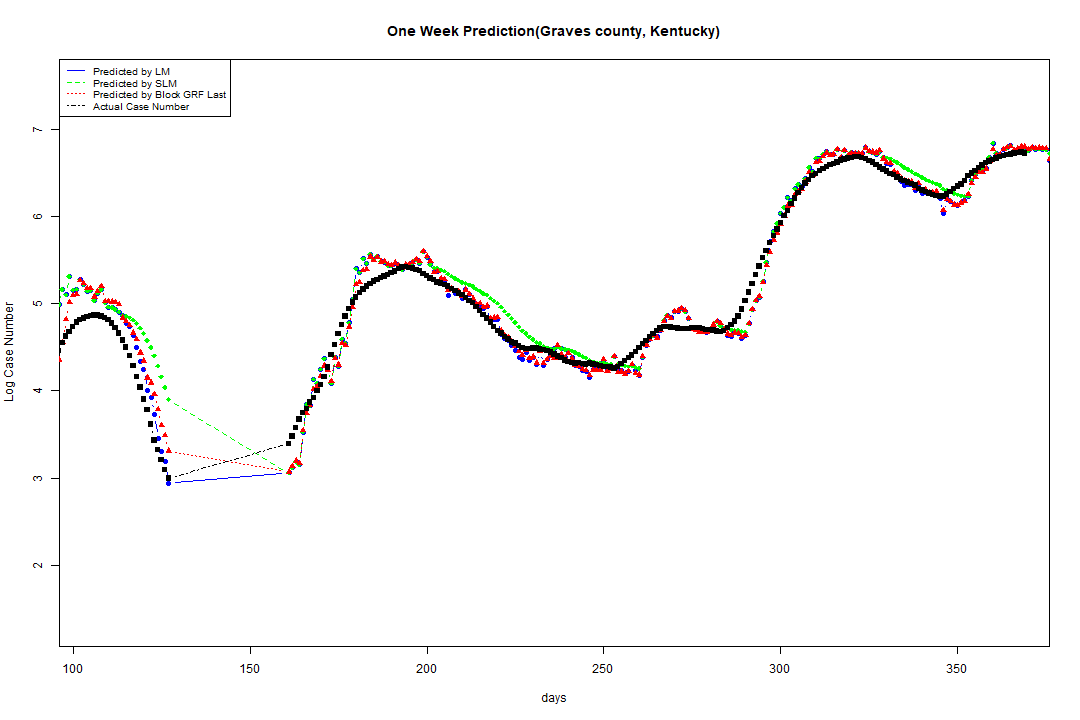 One Week Prediction(Graves county, Kentucky)
Predicted by LM
Predicted by SLM
Predicted by Block GRF Last
Actual Case Number
7
6
5
4
3
2
Log Case Number
100 150 200 250 300 350
days